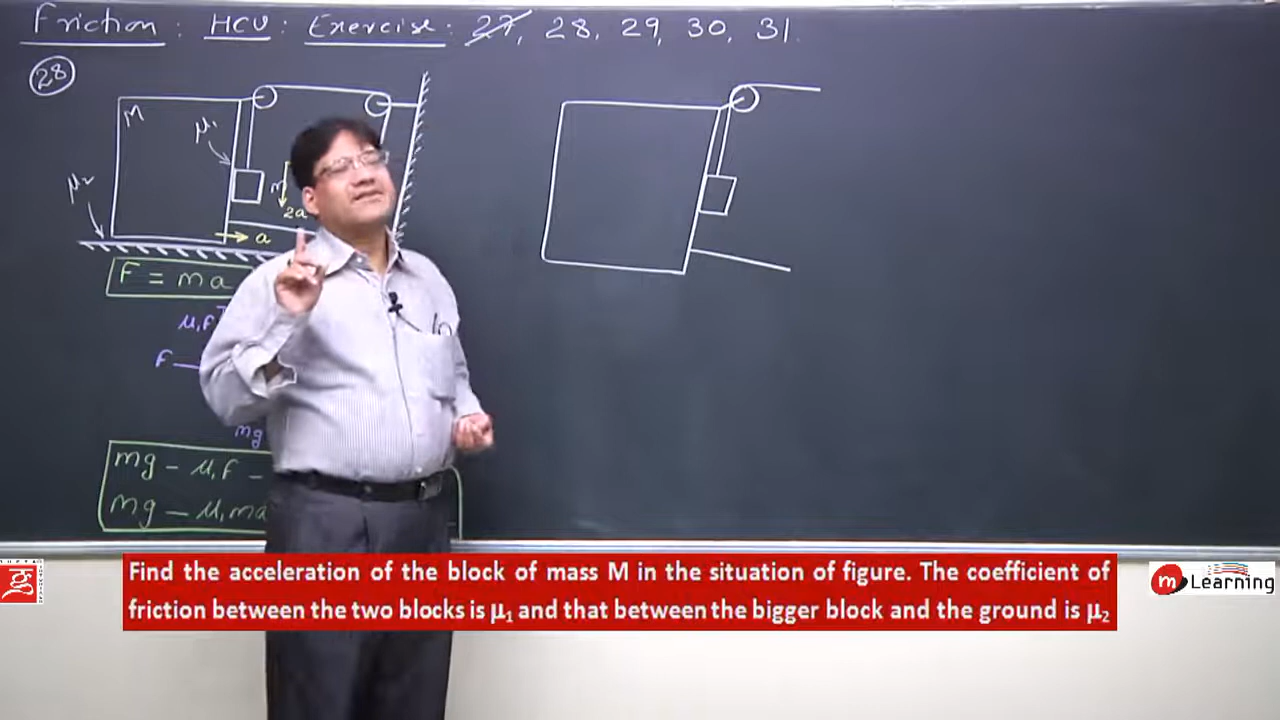 Friction : HCV : Exercise : 27, 28, 29, 30, 31.
28
M
μ1
μ2
m
2a
a
F = ma
μ1F
F
mg
mg - μ1F -
mg - μ1ma
Find the acceleration of the block of mass M in the situation of figure. The coefficient of
friction between the two blocks is μ1 and that between the bigger block and the ground is μ2
m Learning